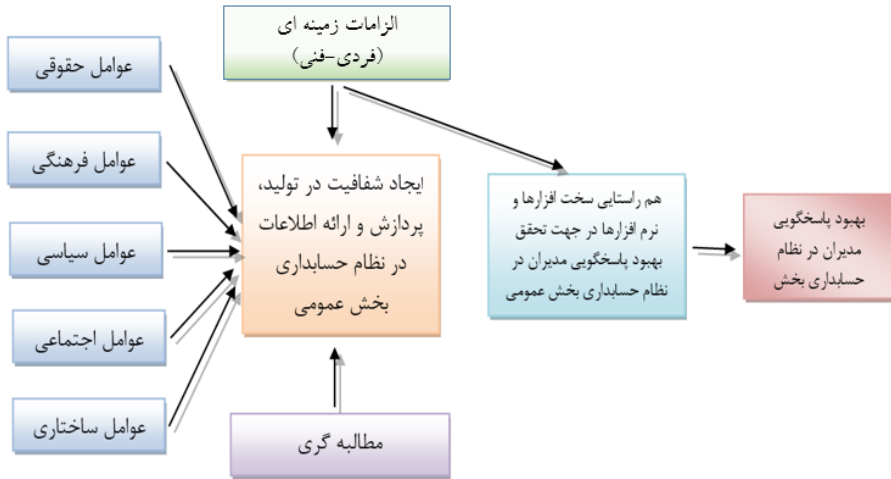 الزامات زمینه ای
(فردی-فنی)
عوامل حقوقی
عوامل فرهنگی
عوامل سیاسی
عوامل اجتماعی
عوامل ساختاری
ایجاد شفافیت در تولید،
پردازش و ارائه اطلاعات
در نظام حسابداری
بخش عمومی
هم راستایی سخت افزارها و
نرم افزارها در جهت تحقق
بهبود پاسخگویی مدیران در
نظام حسابداری بخش عمومی
بهبود پاسخگویی
مدیران در نظام
حسابداری بخش
مطالبه گری